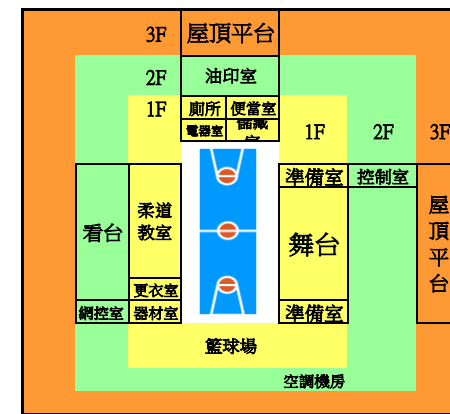 3F
屋頂平台
2F
油印室
1F
廁所
便當室
電器室
儲藏室
1F
2F
3F
準備室
控制室
看台
柔道
教室
舞台
屋
頂
平
台
更衣室
網控室
器材室
準備室
籃球場
空調機房